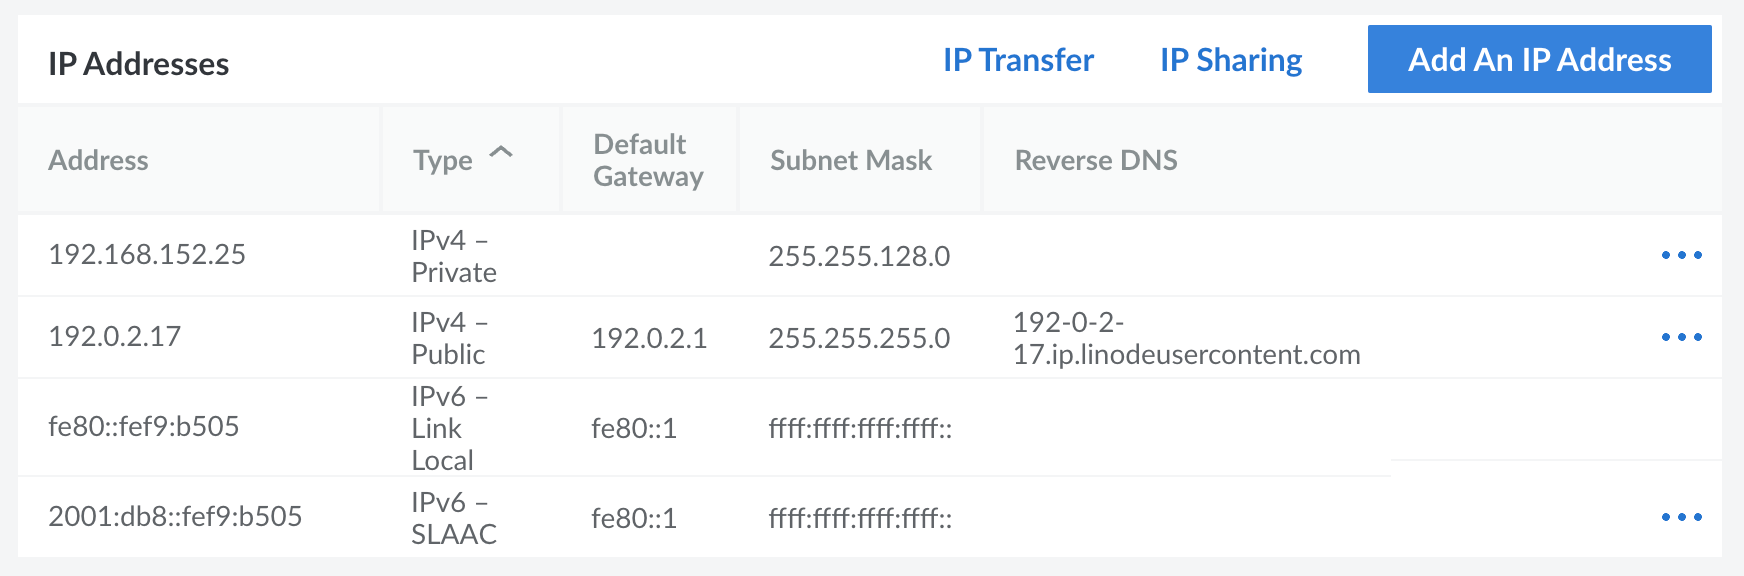 IP Addresses
IP Transfer
IP Sharing
Add An IP Address
Address
Type
Default
Gateway
Subnet Mask
Reverse DNS
192.168.152.25
IPv4 –
Private
255.255.128.0
192.0.2.17
IPv4 –
Public
192.0.2.1
255.255.255.0
192-0-2-
17.ip.linodeusercontent.com
fe80::fef9:b505
IPv6 –
Link
Local
fe80::1
ffff:ffff:ffff:ffff::
2001:db8::fef9:b505
IPv6 –
SLAAC
fe80::1
ffff:ffff:ffff:ffff::